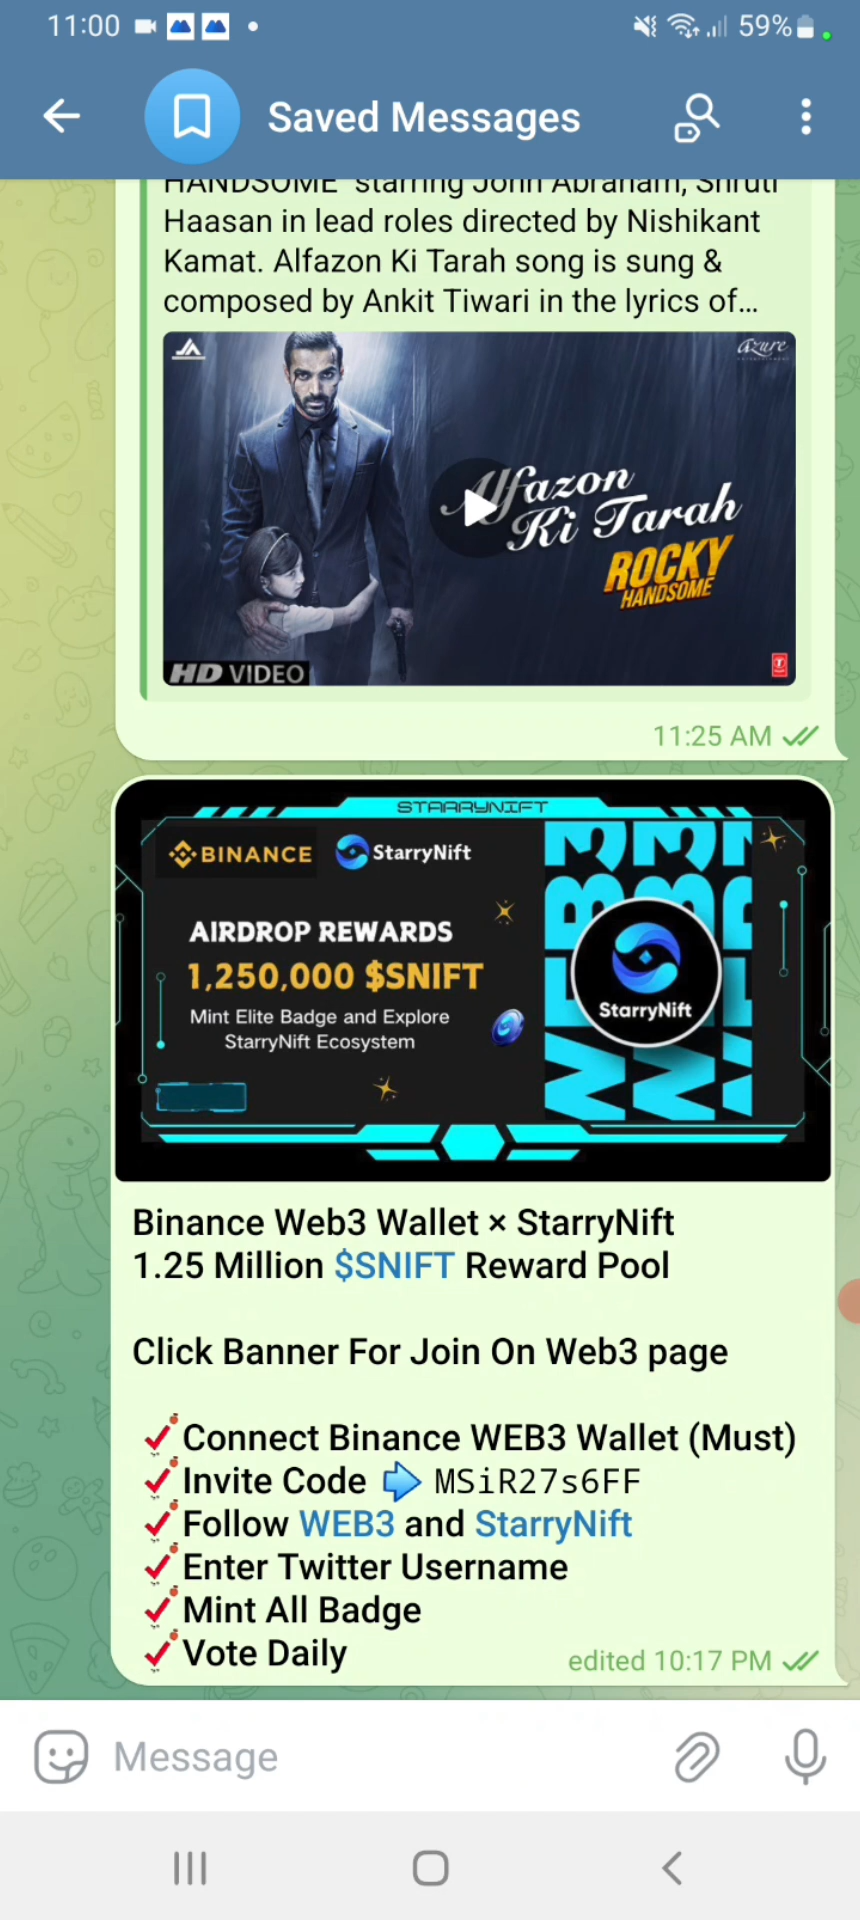 11:00
59%
Saved Messages
HANDSOME" starring John Abraham, Shruti
Haasan in lead roles directed by Nishikant
Kamat. Alfazon Ki Tarah song is sung &
composed by Ankit Tiwari in the lyrics of...
JA
azure
Alfazon
Ki Tarah
ROCKY
HANDSOME
HD VIDEO
11:25 AM
STARRYNIFT
BINANCE
StarryNift
AIRDROP REWARDS
1,250,000 $SNIFT
Mint Elite Badge and Explore
StarryNift Ecosystem
WEB3
WEB3
WEB3
StarryNift
Binance Web3 Wallet × StarryNift
1.25 Million $SNIFT Reward Pool
Click Banner For Join On Web3 page
Connect Binance WEB3 Wallet (Must)
Invite Code MSiR27s6FF
Follow WEB3 and StarryNift
Enter Twitter Username
Mint All Badge
Vote Daily
edited 10:17 PM
Message